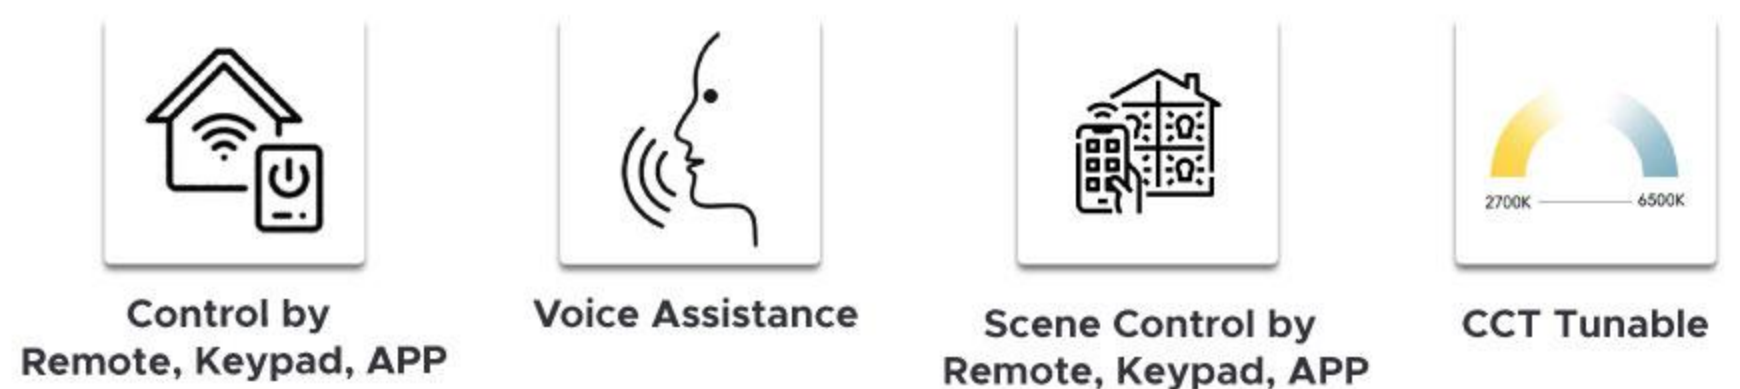 2700K
6500K
Control by
Remote, Keypad, APP
Voice Assistance
Scene Control by
Remote, Keypad, APP
CCT Tunable